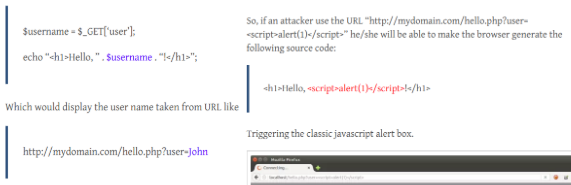 $username = $_GET['user'];
echo “<h1>Hello, ” . $username . “!</h1>”;
Which would display the user name taken from URL like
http://mydomain.com/hello.php?user=John
So, if an attacker use the URL “http://mydomain.com/hello.php?user=
<script>alert(1)</script>” he/she will be able to make the browser generate the
following source code:
<h1>Hello, <script>alert(1)</script>!</h1>
Triggering the classic javascript alert box.
Mozilla Firefox
Connecting...